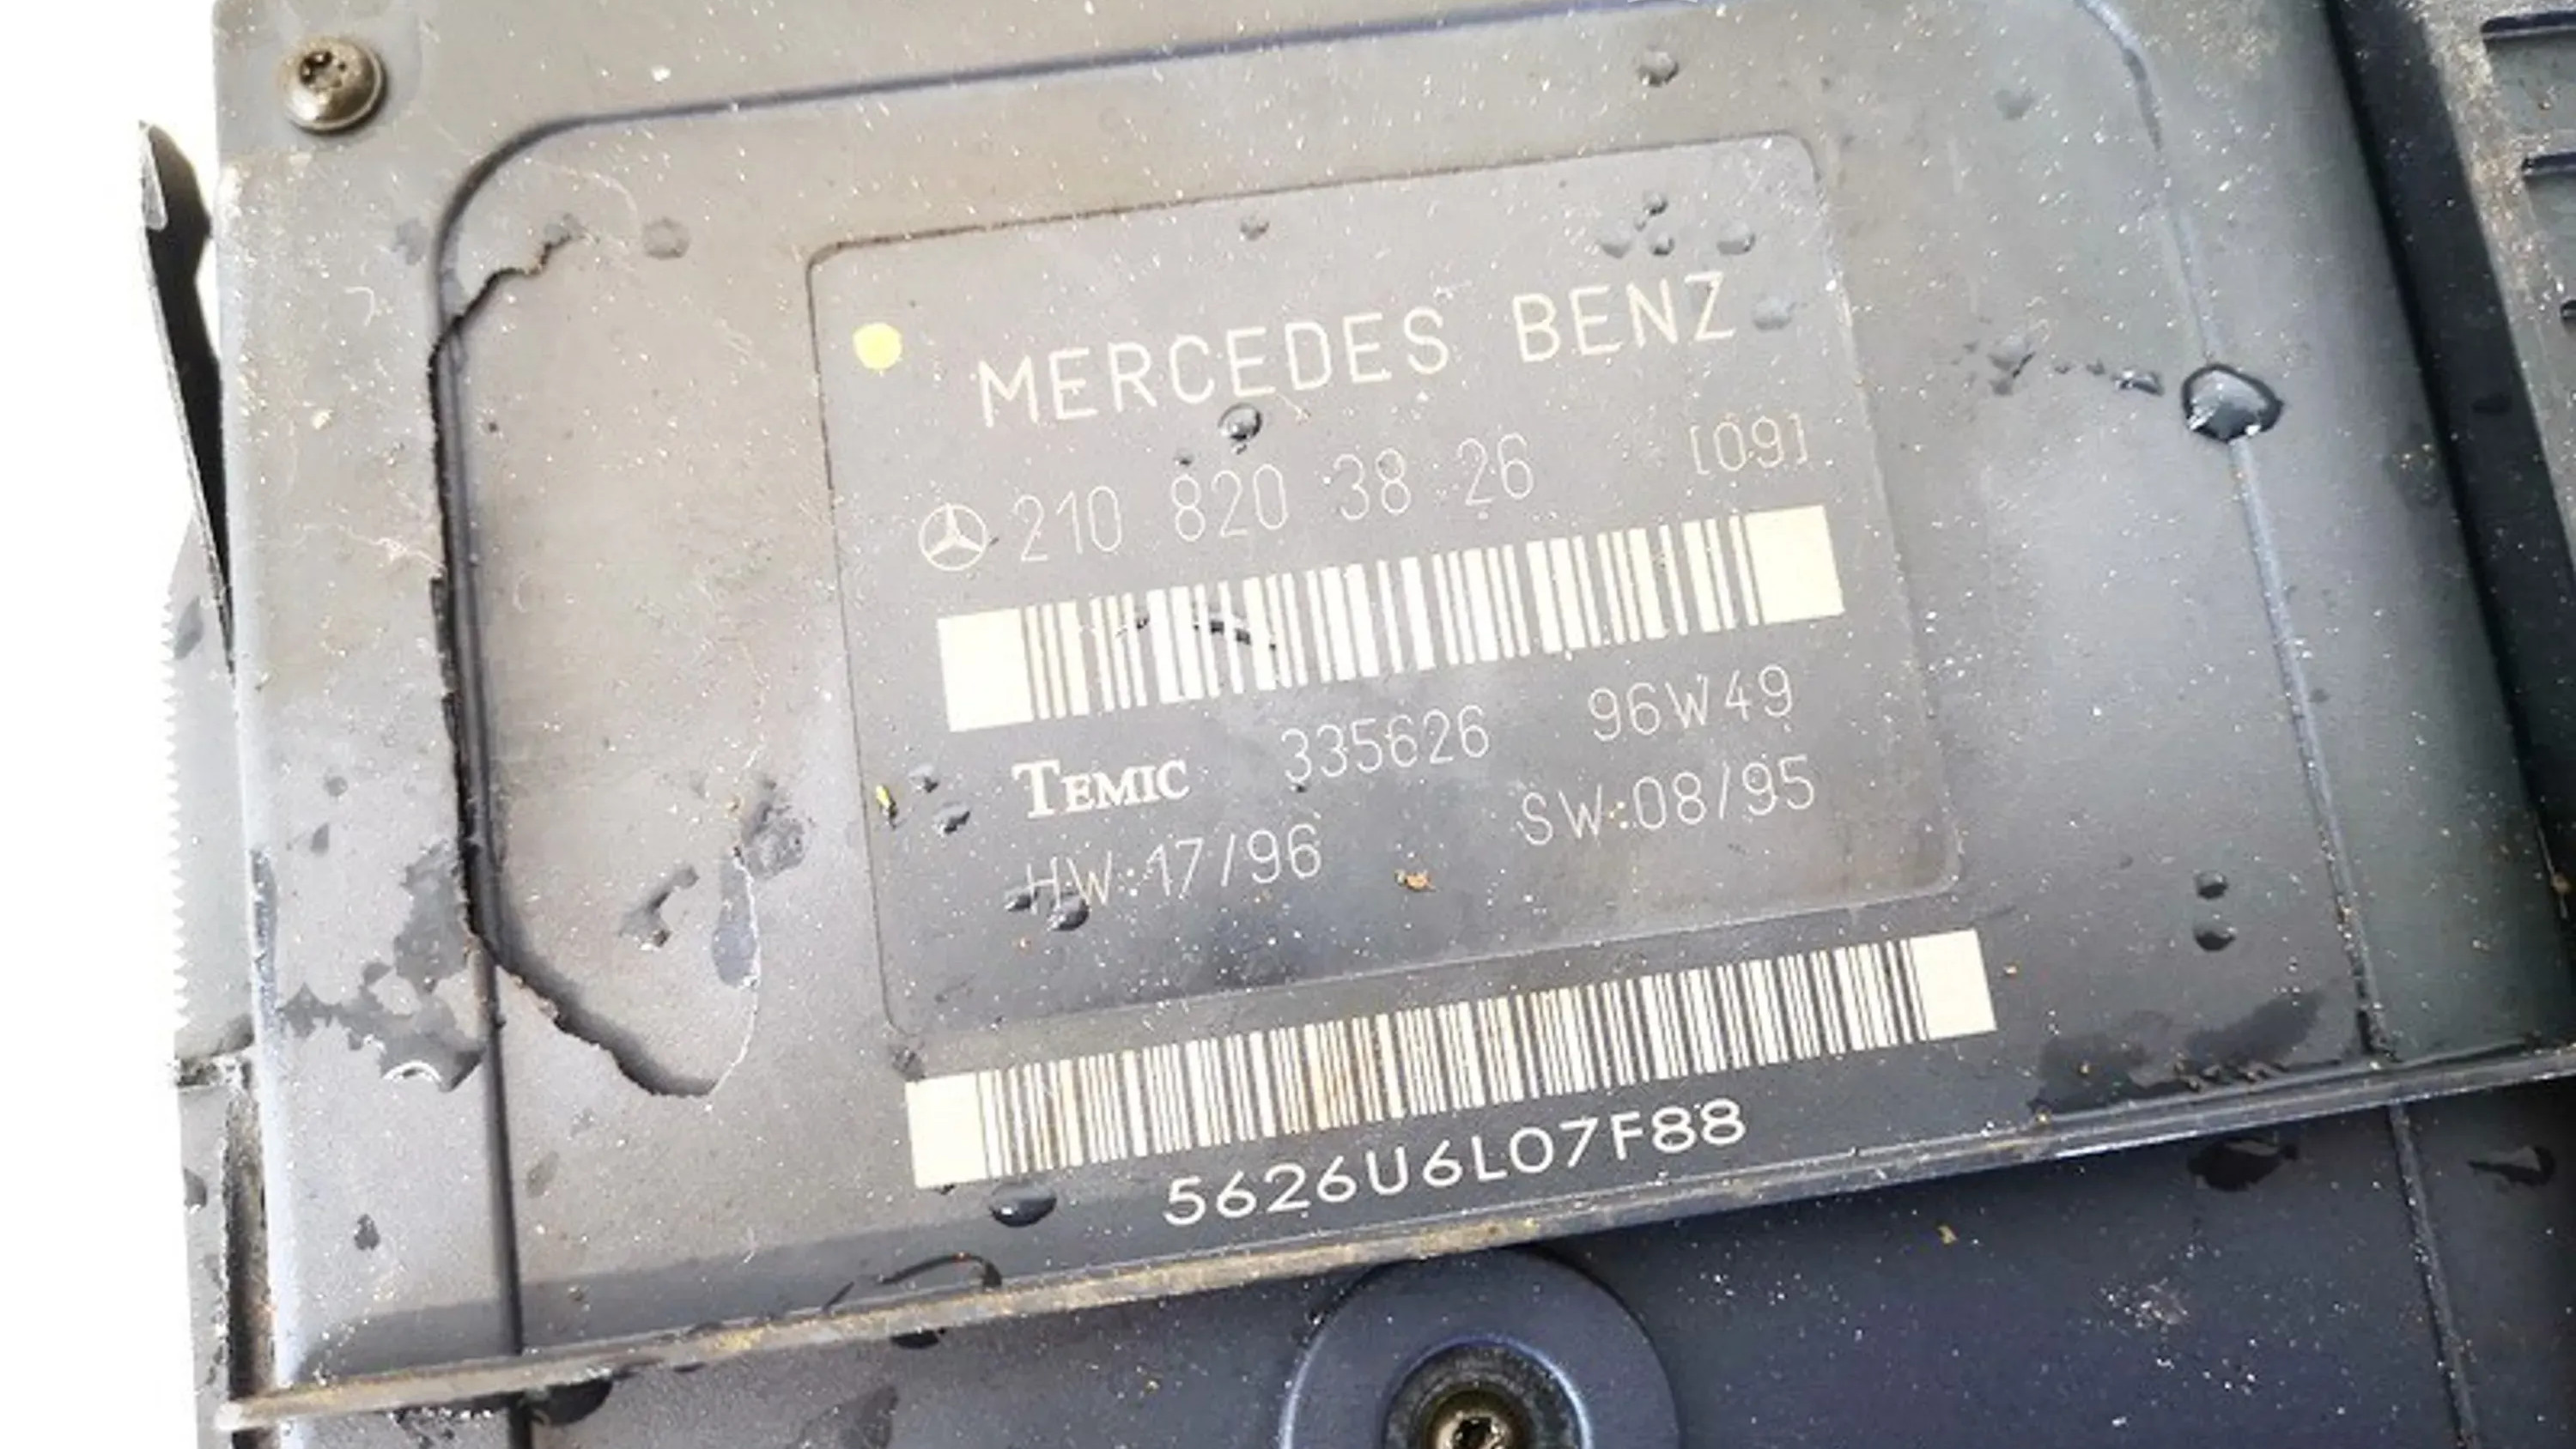 MERCEDES BENZ
210 820 38 26 [09]
TEMIC 335626 96W49
HW:17/96 SW:08/95
5626U6L07F88